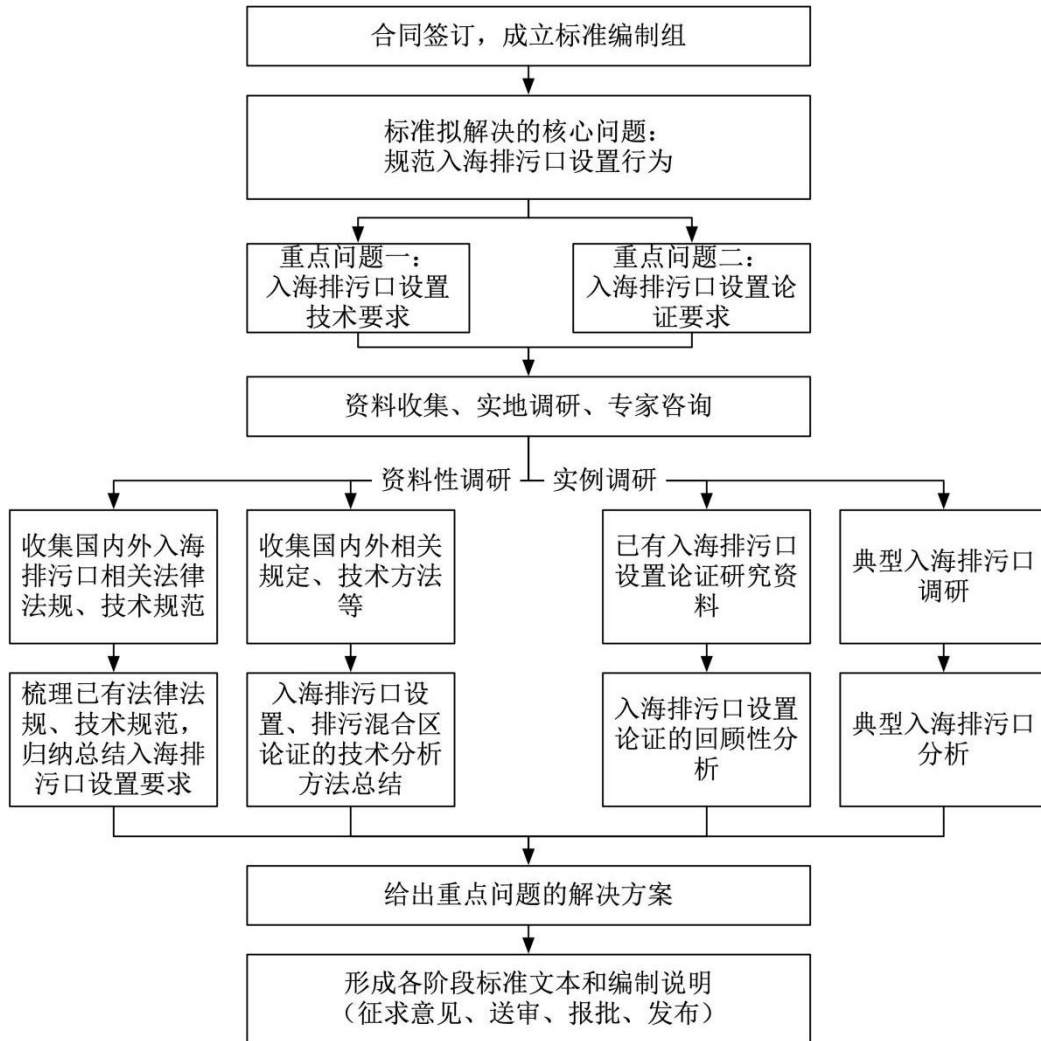 合同签订，成立标准编制组
标准拟解决的核心问题：
规范入海排污口设置行为
重点问题一：
入海排污口设置
技术要求
重点问题二：
入海排污口设置论
证要求
资料收集、实地调研、专家咨询
资料性调研
实例调研
收集国内外入海
排污口相关法律
法规、技术规范
收集国内外相关
规定、技术方法
等
已有入海排污口
设置论证研究资
料
典型入海排污口
调研
梳理已有法律法
规、技术规范，
归纳总结入海排
污口设置要求
入海排污口设
置、排污混合区
论证的技术分析
方法总结
入海排污口设置
论证的回顾性分
析
典型入海排污口
分析
给出重点问题的解决方案
形成各阶段标准文本和编制说明
（征求意见、送审、报批、发布）